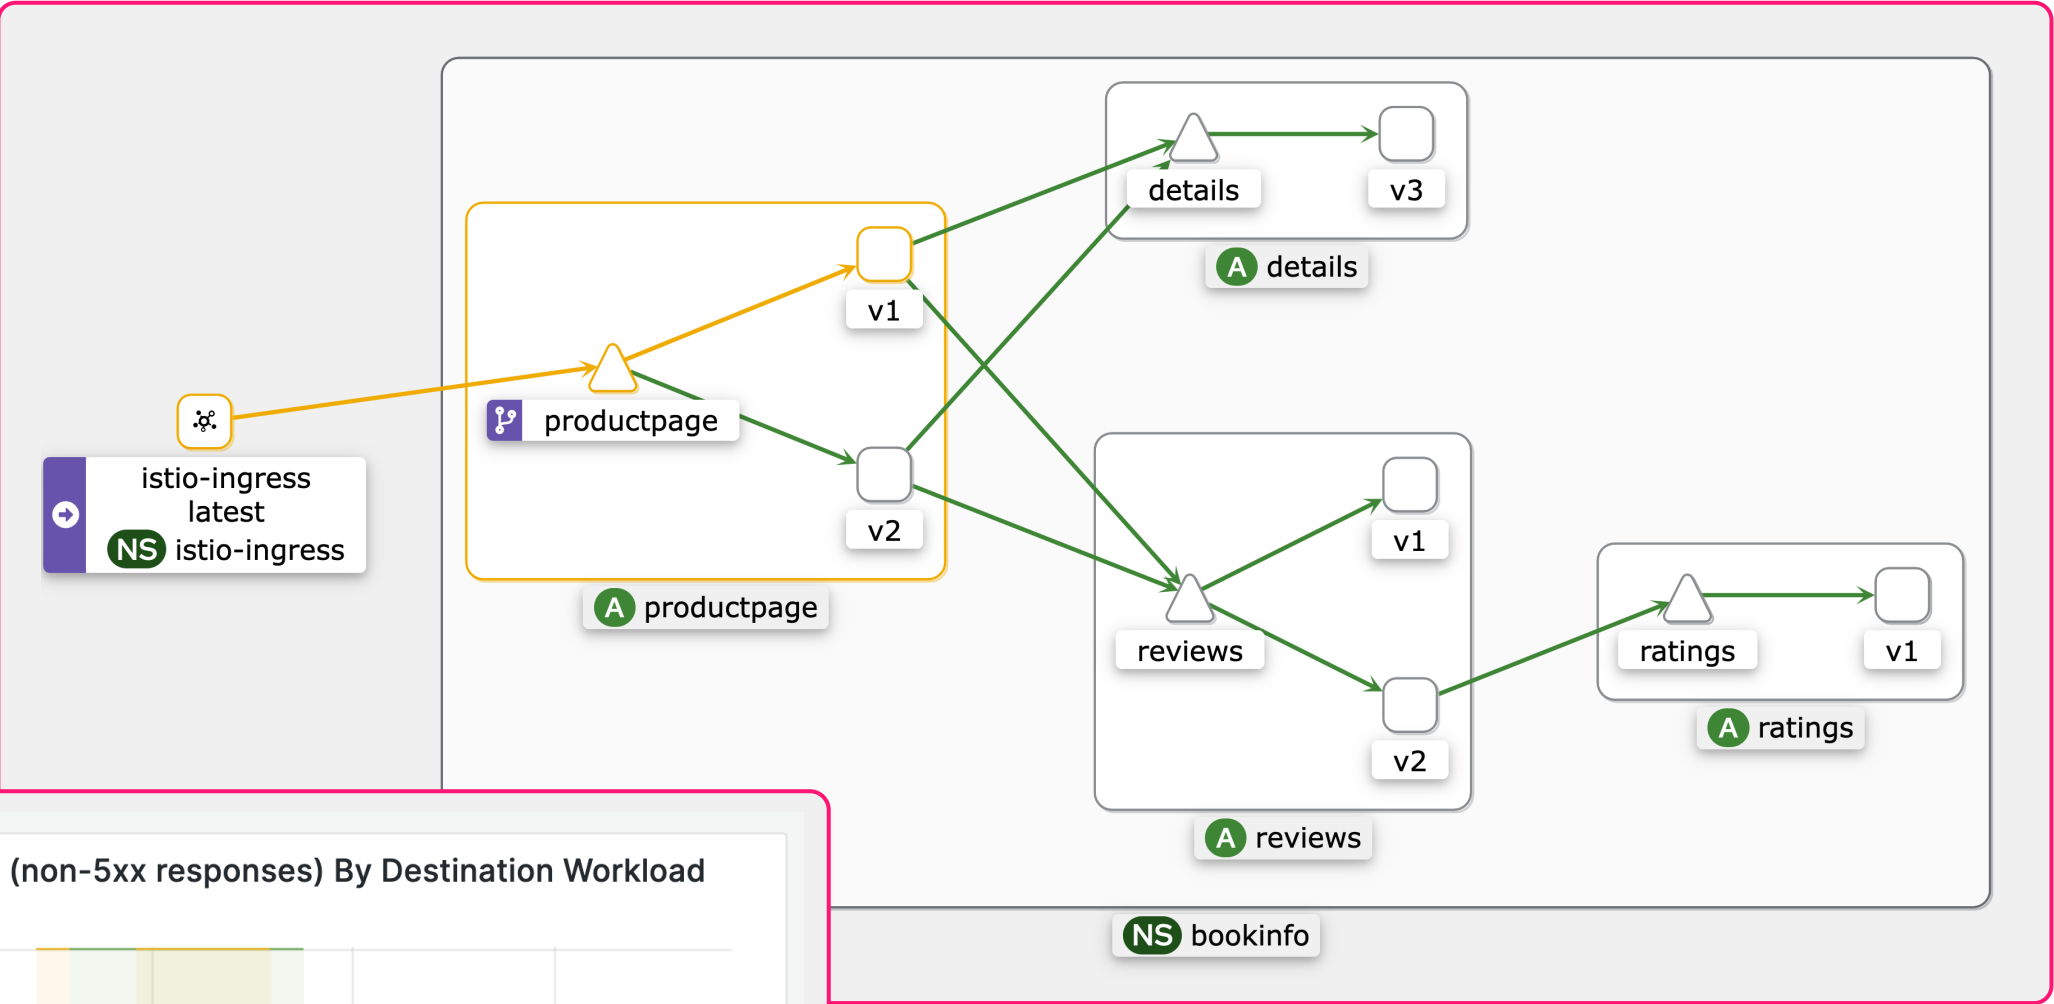 details
v3
A details
v1
productpage
v2
A productpage
istio-ingress
latest
NS istio-ingress
v1
reviews
v2
A reviews
ratings
v1
A ratings
NS bookinfo
(non-5xx responses) By Destination Workload